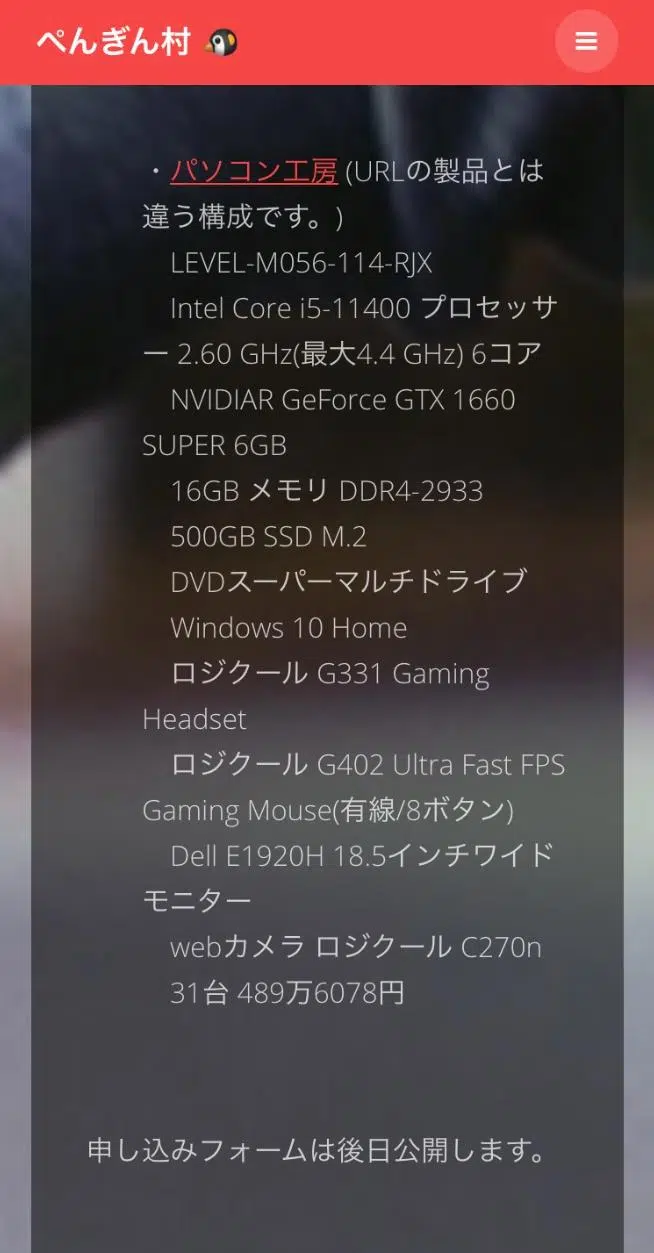 ぺんぎん村 🐧
・パソコン工房 (URLの製品とは
違う構成です。)
LEVEL-M056-114-RJX
Intel Core i5-11400 プロセッサ
ー 2.60 GHz(最大4.4 GHz) 6コア
NVIDIAR GeForce GTX 1660
SUPER 6GB
16GB メモリ DDR4-2933
500GB SSD M.2
DVDスーパーマルチドライブ
Windows 10 Home
ロジクール G331 Gaming
Headset
ロジクール G402 Ultra Fast FPS
Gaming Mouse(有線/8ボタン)
Dell E1920H 18.5インチワイド
モニター
webカメラ ロジクール C270n
31台 489万6078円
申し込みフォームは後日公開します。